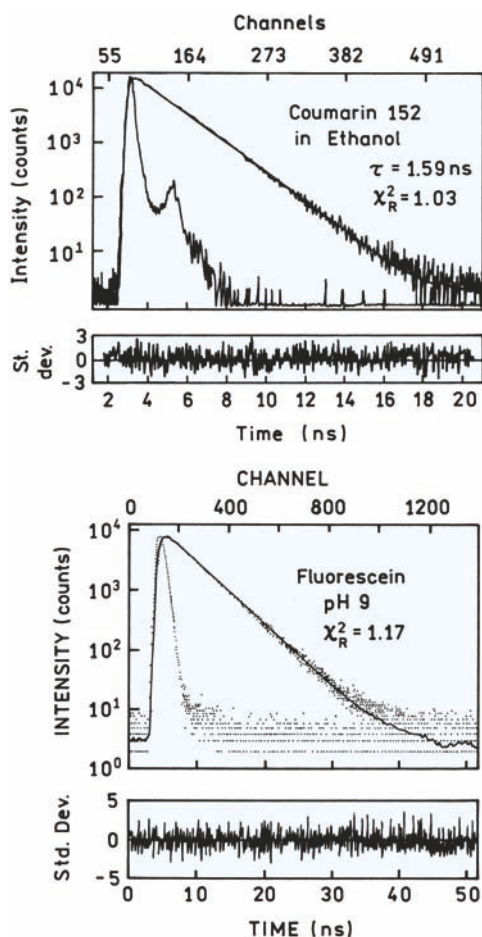 Channels
55 164 273 382 491
10⁴
10³
10²
10¹
Intensity (counts)
Coumarin 152
in Ethanol
τ = 1.59 ns
χ²R = 1.03
St. dev.
3
0
-3
2 4 6 8 10 12 14 16 18 20
Time (ns)
CHANNEL
0 400 800 1200
10⁴
10³
10²
10¹
10⁰
INTENSITY (counts)
Fluorescein
pH 9
χ²R = 1.17
Std. Dev.
5
0
-5
0 10 20 30 40 50
TIME (ns)